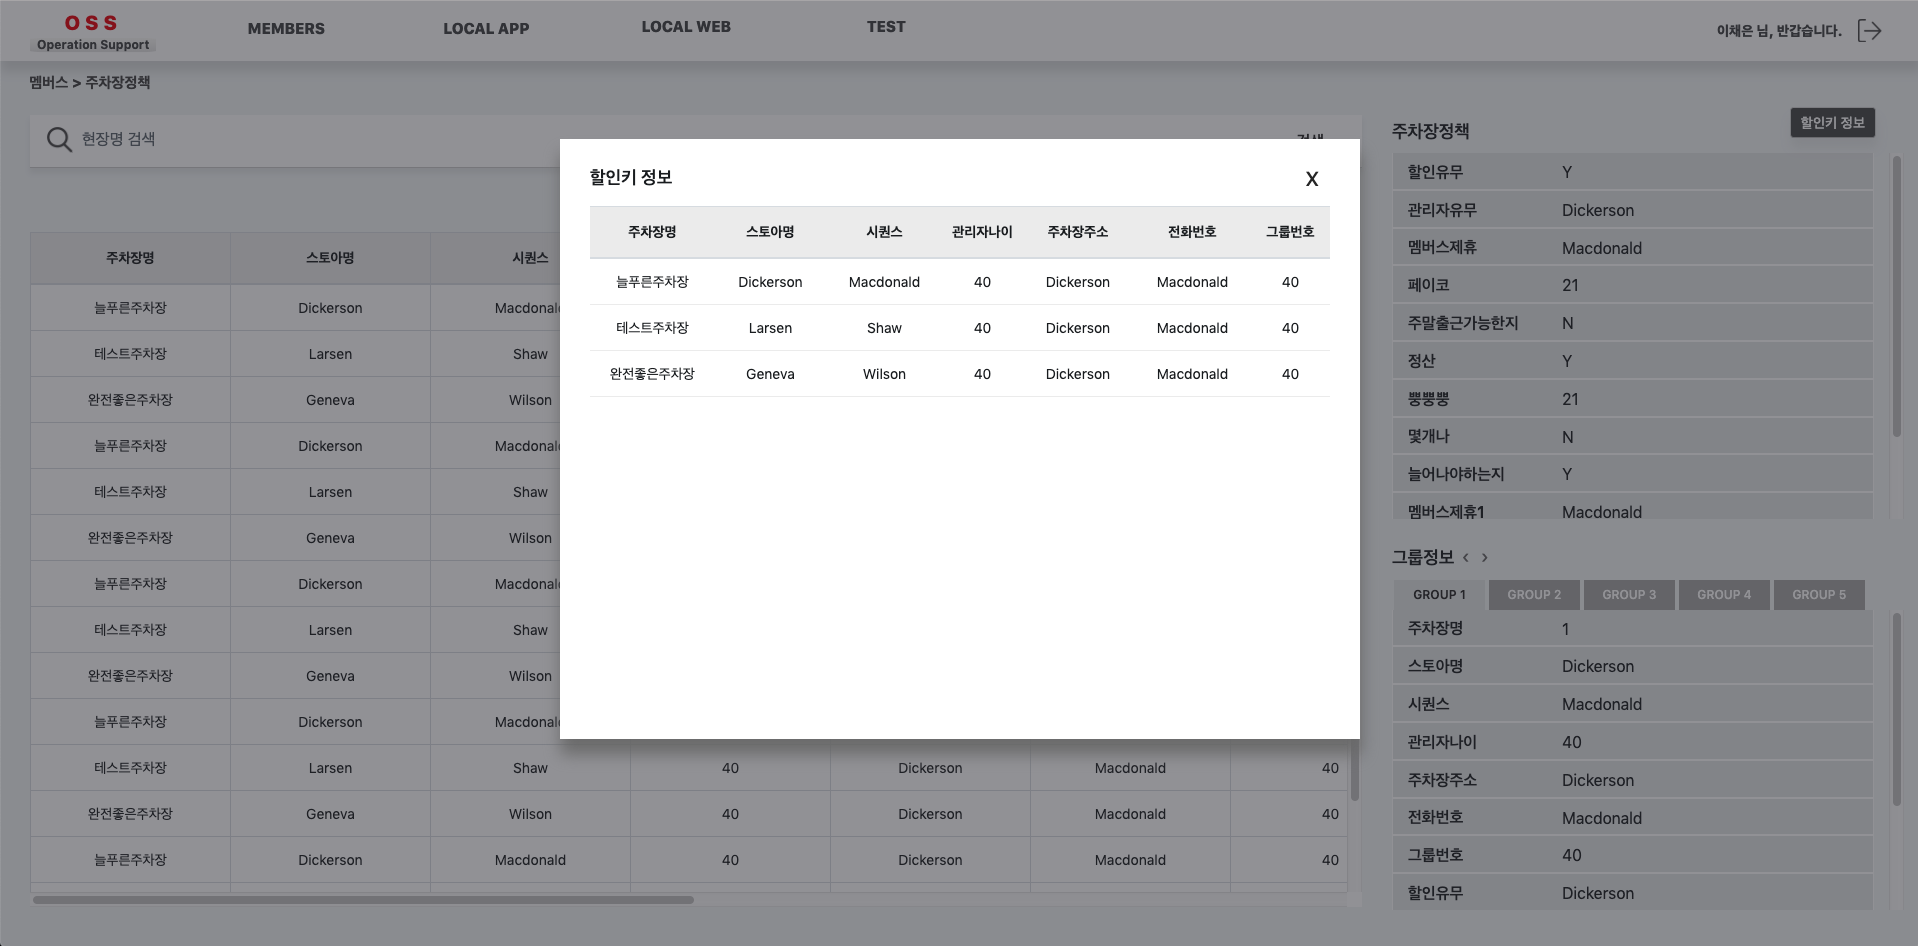 OSS
Operation Support
MEMBERS
LOCAL APP
LOCAL WEB
TEST
이채은 님, 반갑습니다.
멤버스 > 주차장정책
현장명 검색
주차장명 스토아명 시퀀스
늘푸른주차장 Dickerson Macdonald
테스트주차장 Larsen Shaw
완전좋은주차장 Geneva Wilson
늘푸른주차장 Dickerson Macdonald
테스트주차장 Larsen Shaw
완전좋은주차장 Geneva Wilson
늘푸른주차장 Dickerson Macdonald
테스트주차장 Larsen Shaw
완전좋은주차장 Geneva Wilson
늘푸른주차장 Dickerson Macdonald
테스트주차장 Larsen Shaw 40 Dickerson Macdonald 40
완전좋은주차장 Geneva Wilson 40 Dickerson Macdonald 40
늘푸른주차장 Dickerson Macdonald 40 Dickerson Macdonald 40
할인키 정보 X
주차장명 스토아명 시퀀스 관리자나이 주차장주소 전화번호 그룹번호
늘푸른주차장 Dickerson Macdonald 40 Dickerson Macdonald 40
테스트주차장 Larsen Shaw 40 Dickerson Macdonald 40
완전좋은주차장 Geneva Wilson 40 Dickerson Macdonald 40
주차장정책
할인키 정보
할인유무 Y
관리자유무 Dickerson
멤버스제휴 Macdonald
페이코 21
주말출근가능한지 N
정산 Y
뿡뿡뿡 21
몇개나 N
늘어나야하는지 Y
멤버스제휴1 Macdonald
그룹정보 < >
GROUP 1 GROUP 2 GROUP 3 GROUP 4 GROUP 5
주차장명 1
스토아명 Dickerson
시퀀스 Macdonald
관리자나이 40
주차장주소 Dickerson
전화번호 Macdonald
그룹번호 40
할인유무 Dickerson